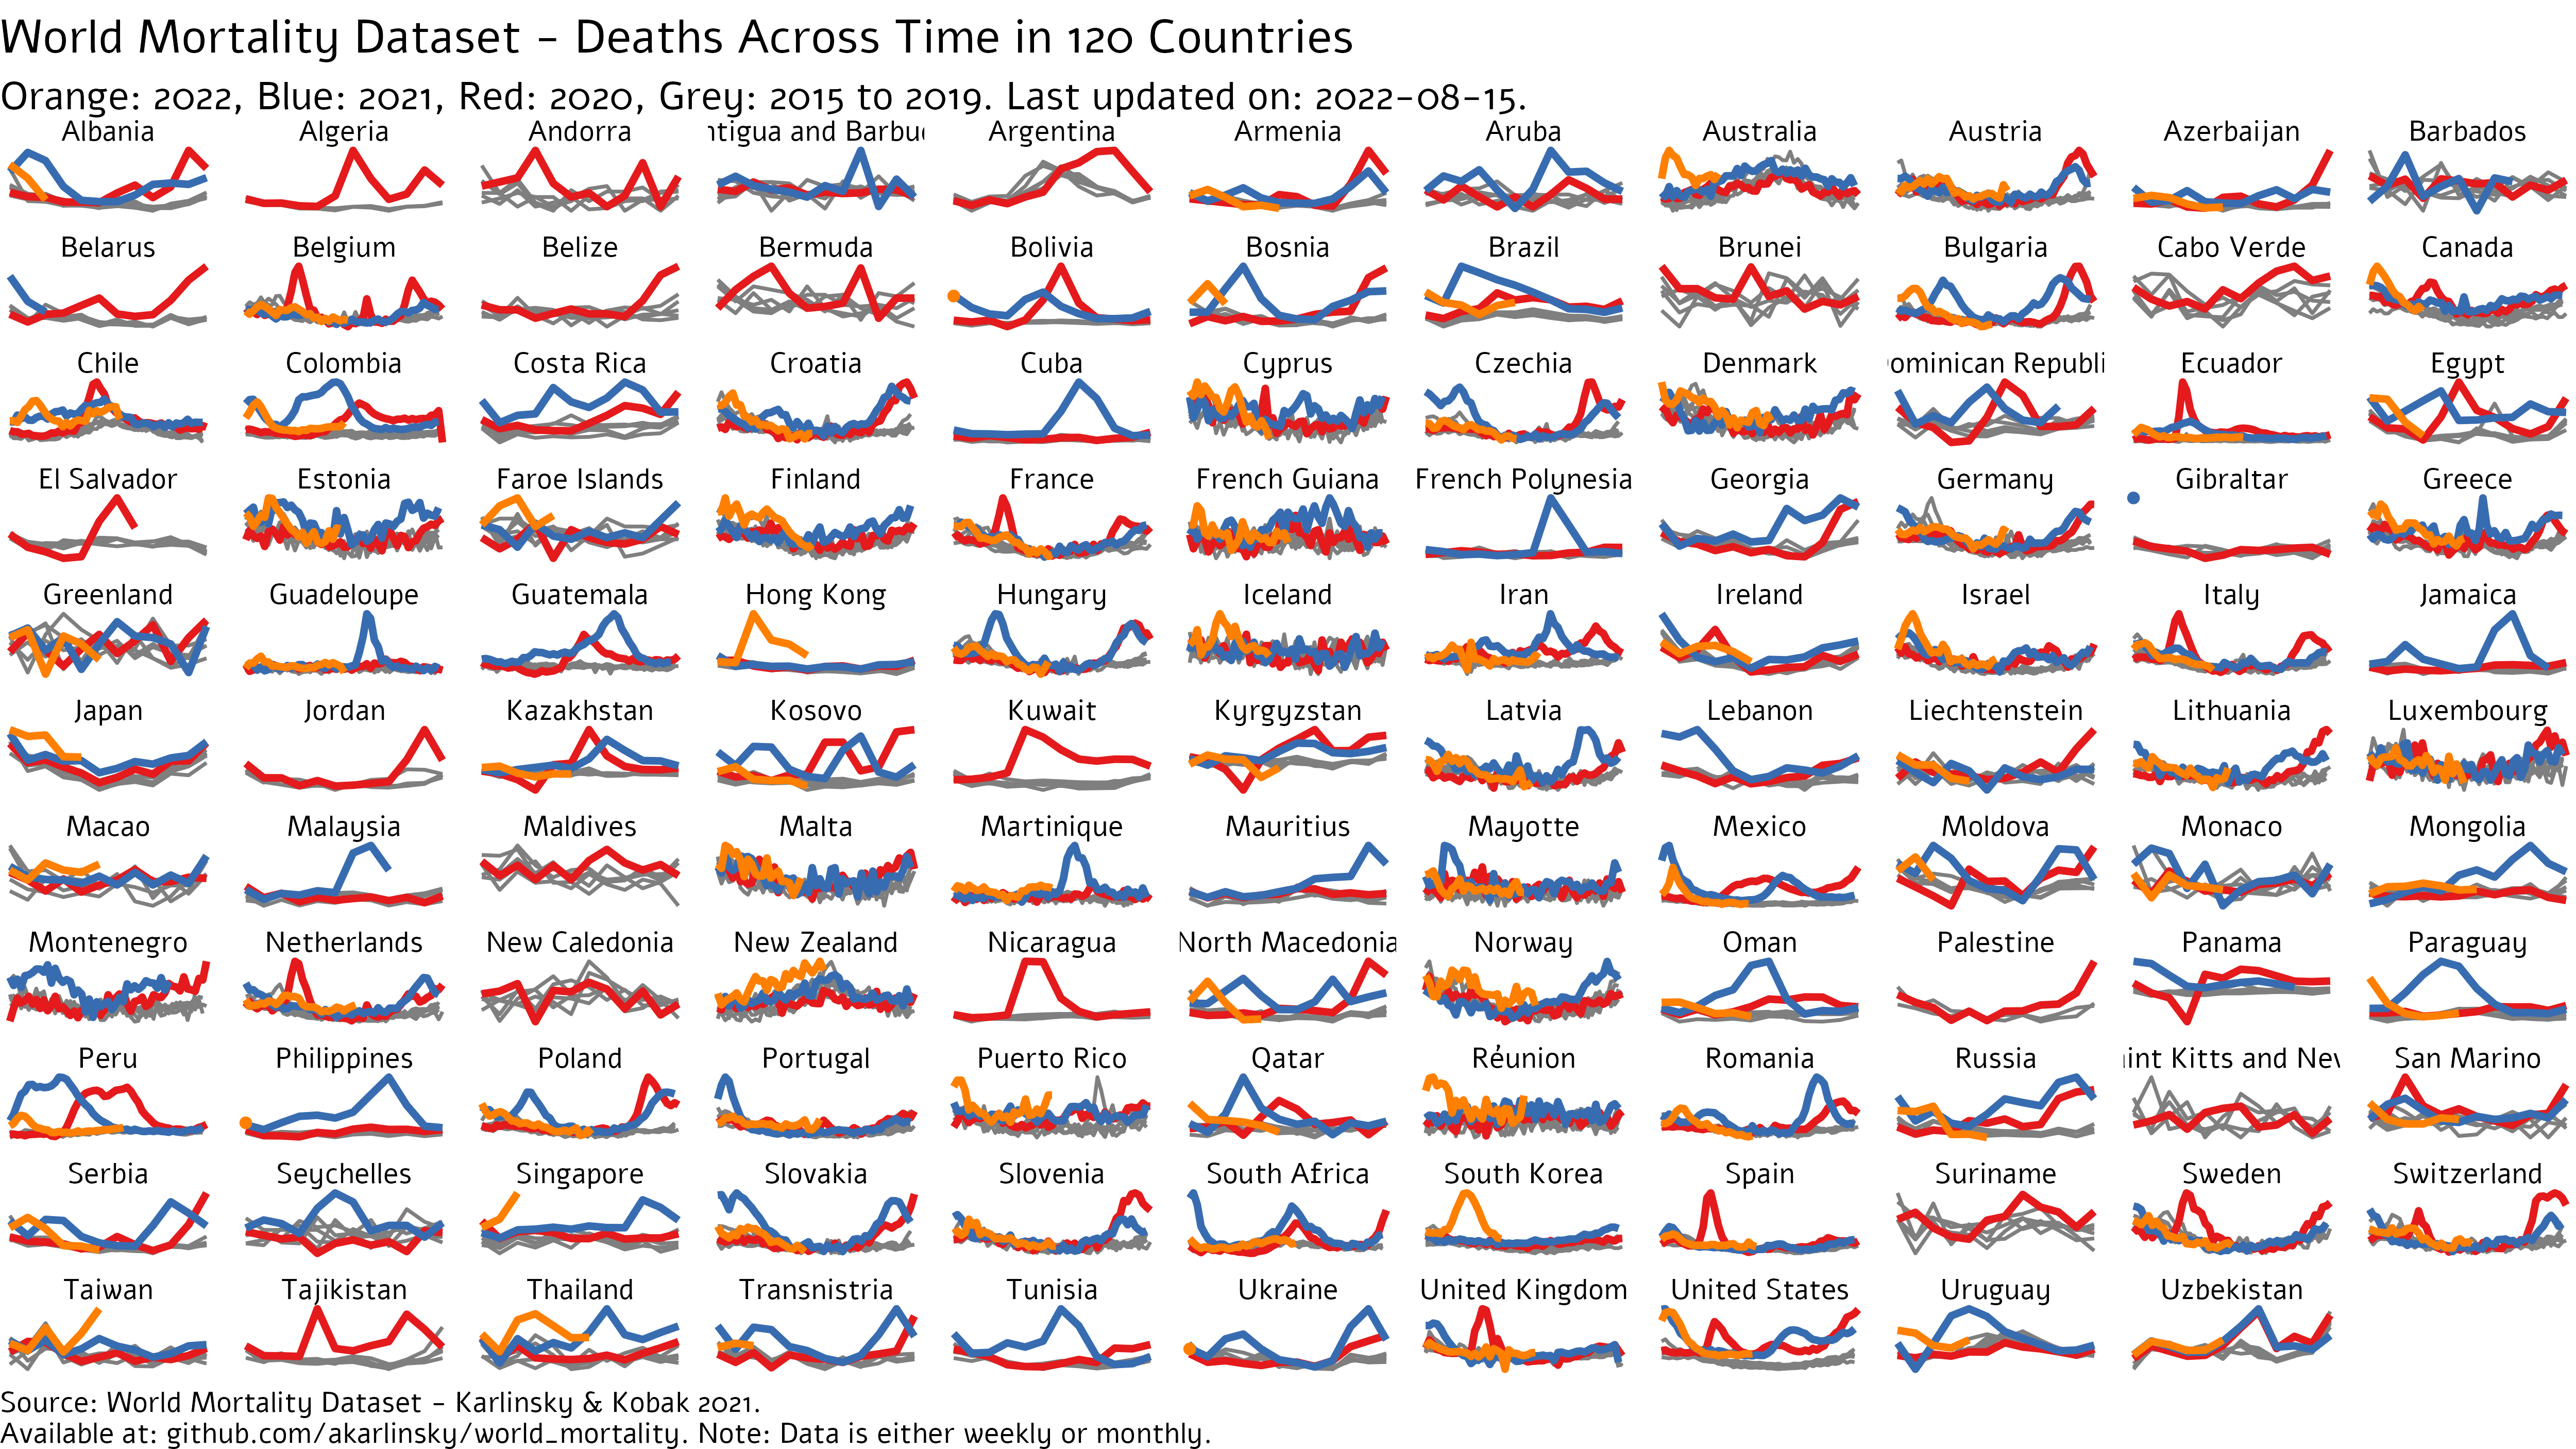 World Mortality Dataset - Deaths Across Time in 120 Countries
Orange: 2022, Blue: 2021, Red: 2020, Grey: 2015 to 2019. Last updated on: 2022-08-15.
Albania Algeria Andorra ntigua and Barbu Argentina Armenia Aruba Australia Austria Azerbaijan Barbados
Belarus Belgium Belize Bermuda Bolivia Bosnia Brazil Brunei Bulgaria Cabo Verde Canada
Chile Colombia Costa Rica Croatia Cuba Cyprus Czechia Denmark ominican Republi Ecuador Egypt
El Salvador Estonia Faroe Islands Finland France French Guiana French Polynesia Georgia Germany Gibraltar Greece
Greenland Guadeloupe Guatemala Hong Kong Hungary Iceland Iran Ireland Israel Italy Jamaica
Japan Jordan Kazakhstan Kosovo Kuwait Kyrgyzstan Latvia Lebanon Liechtenstein Lithuania Luxembourg
Macao Malaysia Maldives Malta Martinique Mauritius Mayotte Mexico Moldova Monaco Mongolia
Montenegro Netherlands New Caledonia New Zealand Nicaragua North Macedonia Norway Oman Palestine Panama Paraguay
Peru Philippines Poland Portugal Puerto Rico Qatar Réunion Romania Russia int Kitts and Nev San Marino
Serbia Seychelles Singapore Slovakia Slovenia South Africa South Korea Spain Suriname Sweden Switzerland
Taiwan Tajikistan Thailand Transnistria Tunisia Ukraine United Kingdom United States Uruguay Uzbekistan
Source: World Mortality Dataset - Karlinsky & Kobak 2021.
Available at: github.com/akarlinsky/world_mortality. Note: Data is either weekly or monthly.